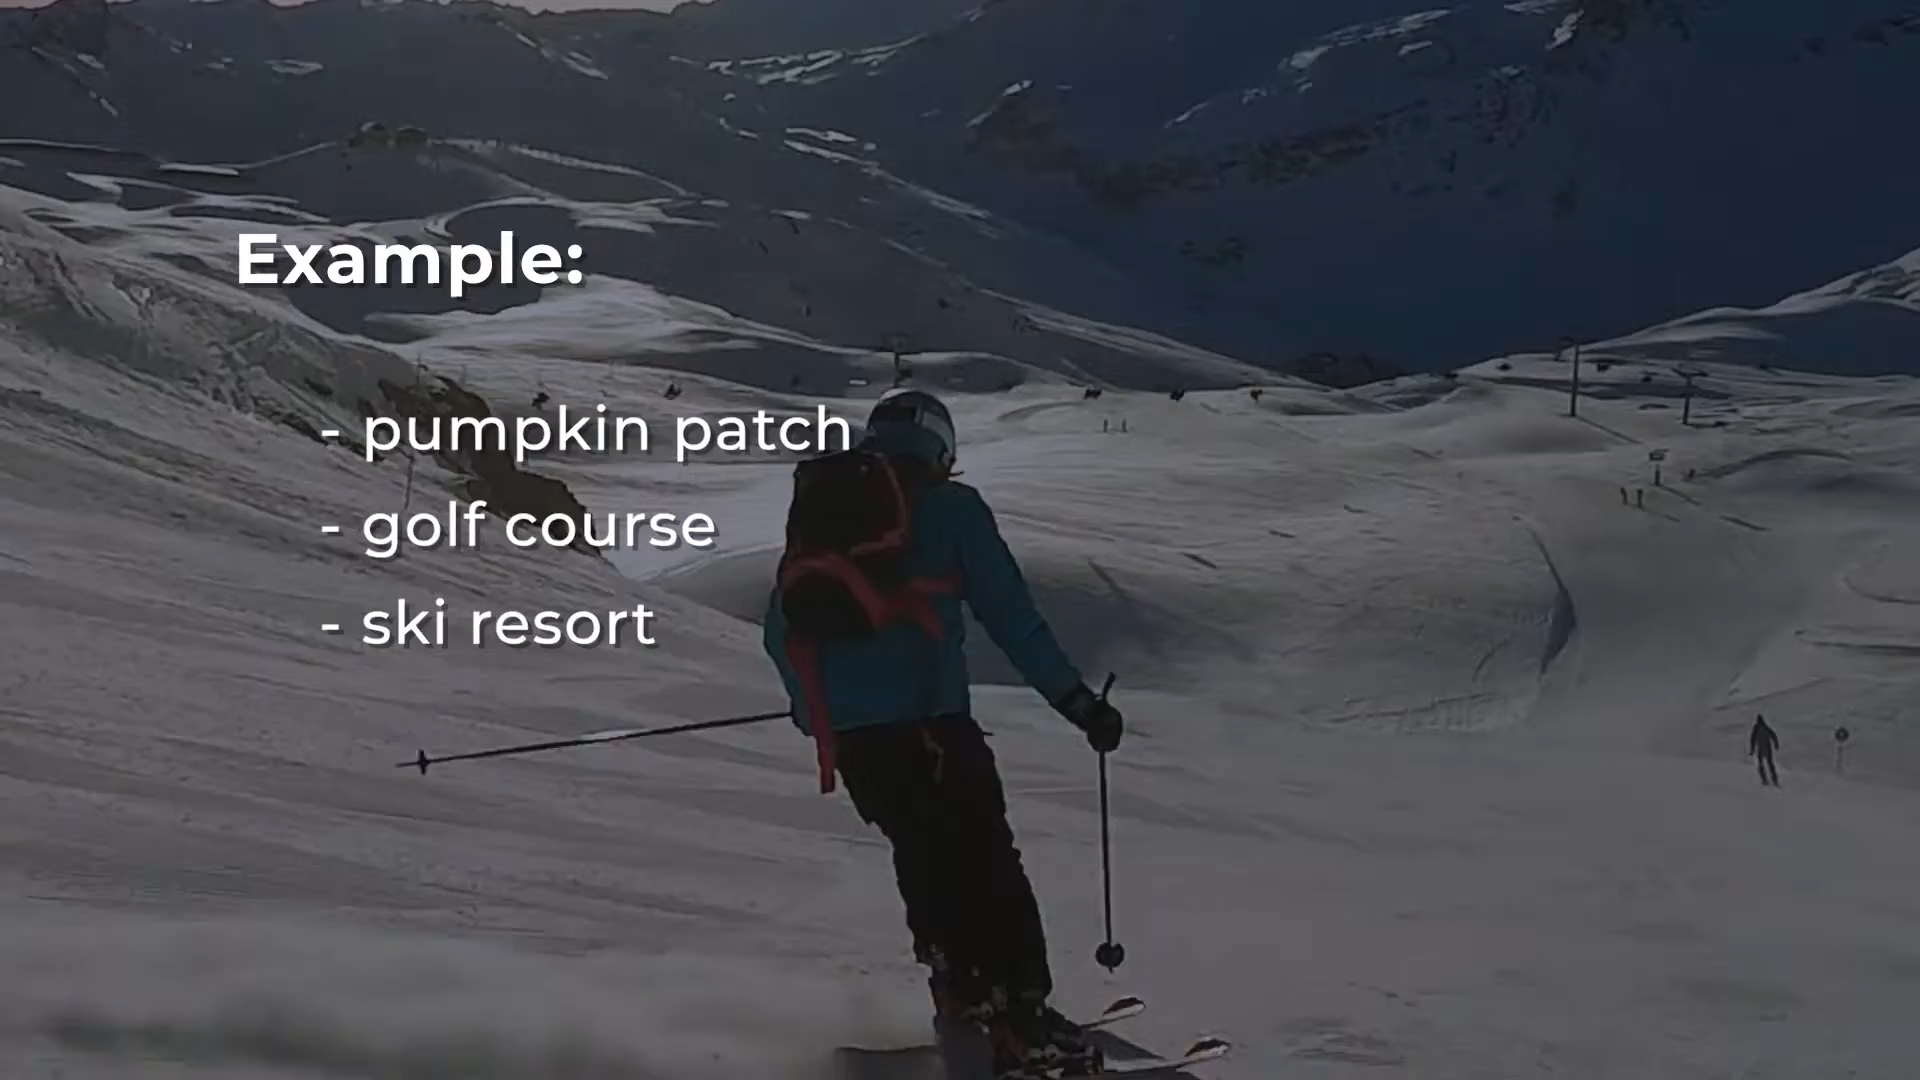 Example:
- pumpkin patch
- golf course
- ski resort